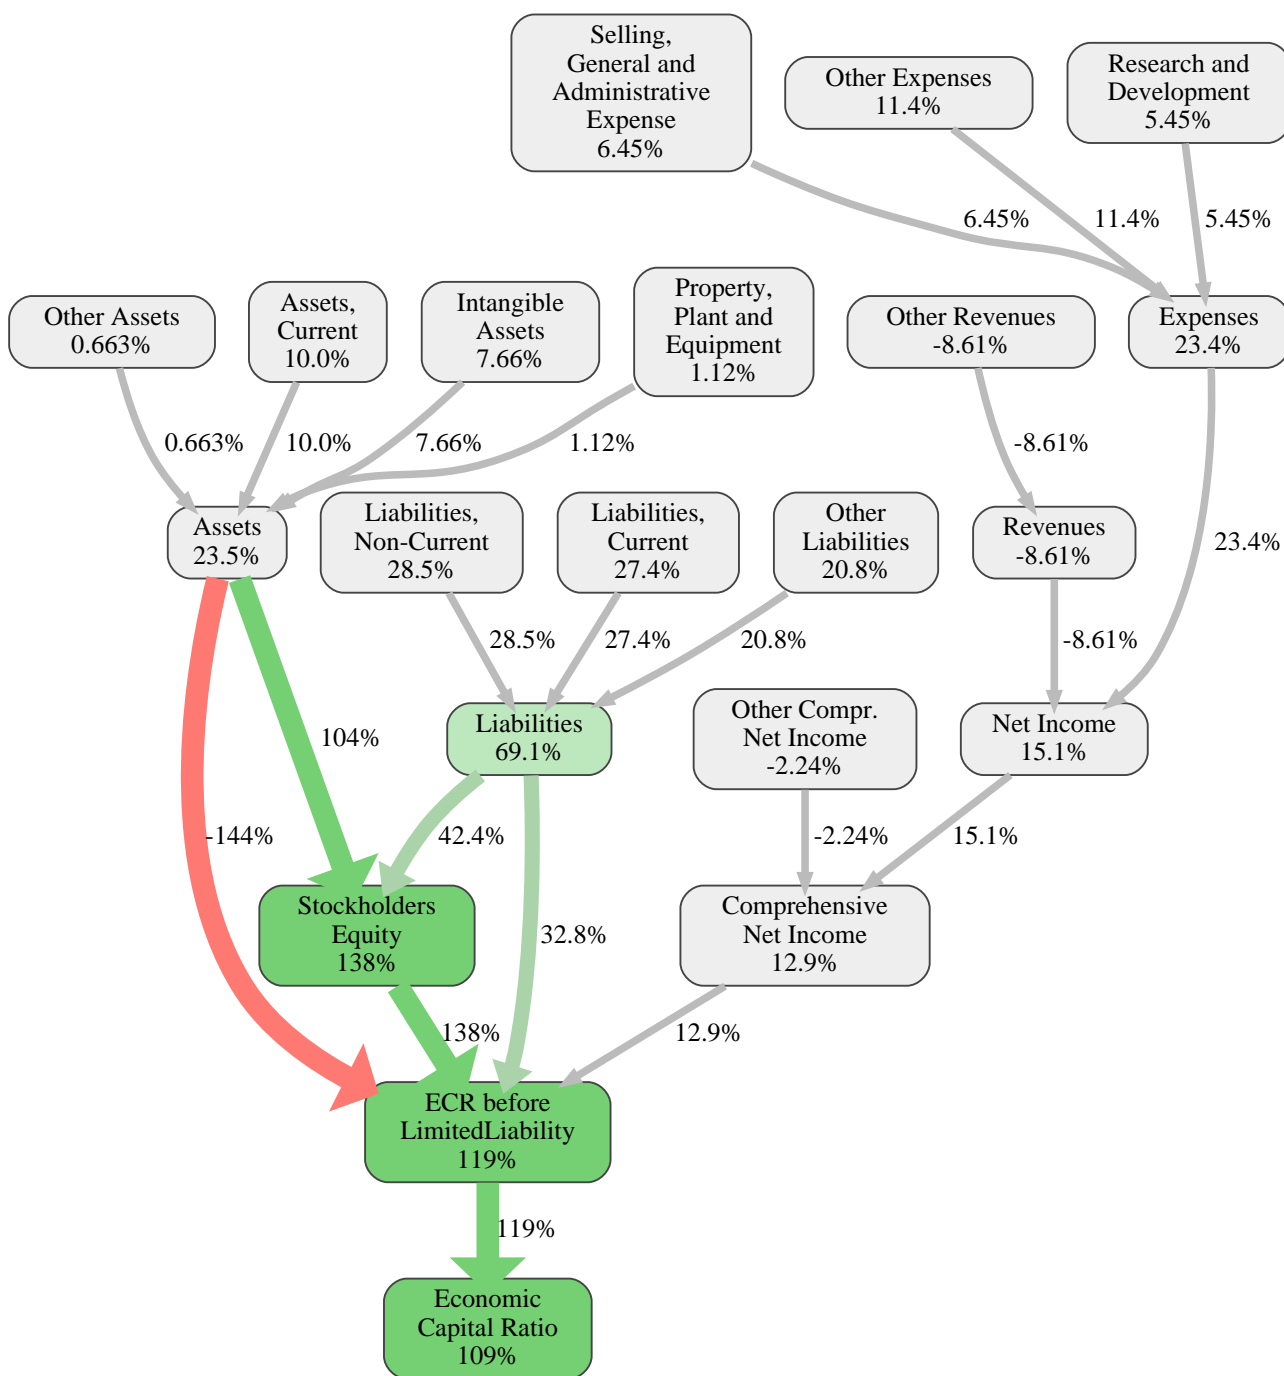 Selling,
General and
Administrative
Expense
6.45%
Other Expenses
11.4%
Research and
Development
5.45%
6.45%
11.4%
5.45%
Other Assets
0.663%
Assets,
Current
10.0%
Intangible
Assets
7.66%
Property,
Plant and
Equipment
1.12%
Other Revenues
-8.61%
Expenses
23.4%
0.663%
10.0%
7.66%
1.12%
-8.61%
23.4%
Assets
23.5%
Liabilities,
Non-Current
28.5%
Liabilities,
Current
27.4%
Other
Liabilities
20.8%
Revenues
-8.61%
28.5%
27.4%
20.8%
-8.61%
104%
-144%
Liabilities
69.1%
Other Compr.
Net Income
-2.24%
Net Income
15.1%
42.4%
32.8%
-2.24%
15.1%
Stockholders
Equity
138%
Comprehensive
Net Income
12.9%
138%
12.9%
ECR before
LimitedLiability
119%
119%
Economic
Capital Ratio
109%